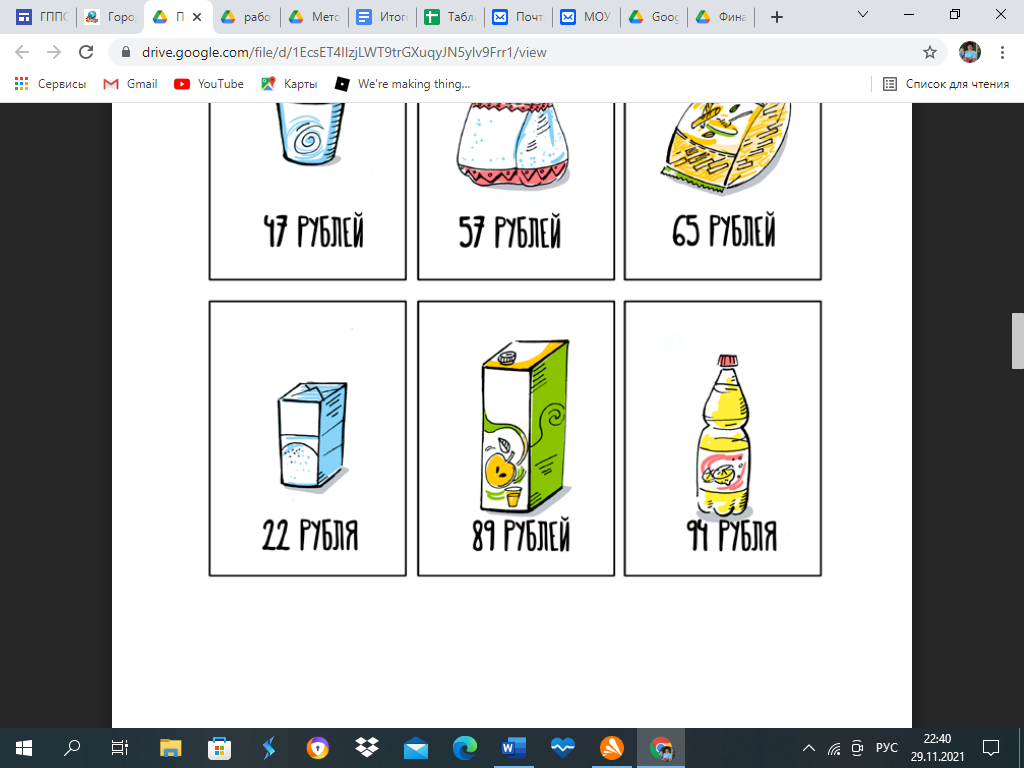 ГППС
Горо
П
рабо
Мето
Итого
Табл
Почт
МОУ
Goog
Фина
drive.google.com/file/d/1EcsET4IIzjLWT9trGXuqyJN5ylv9Frr1/view
Сервисы
Gmail
YouTube
Карты
We're making thing...
Список для чтения
47 РУБЛЕЙ
57 РУБЛЕЙ
65 РУБЛЕЙ
22 РУБЛЯ
89 РУБЛЕЙ
94 РУБЛЯ
РУС
22:40
29.11.2021